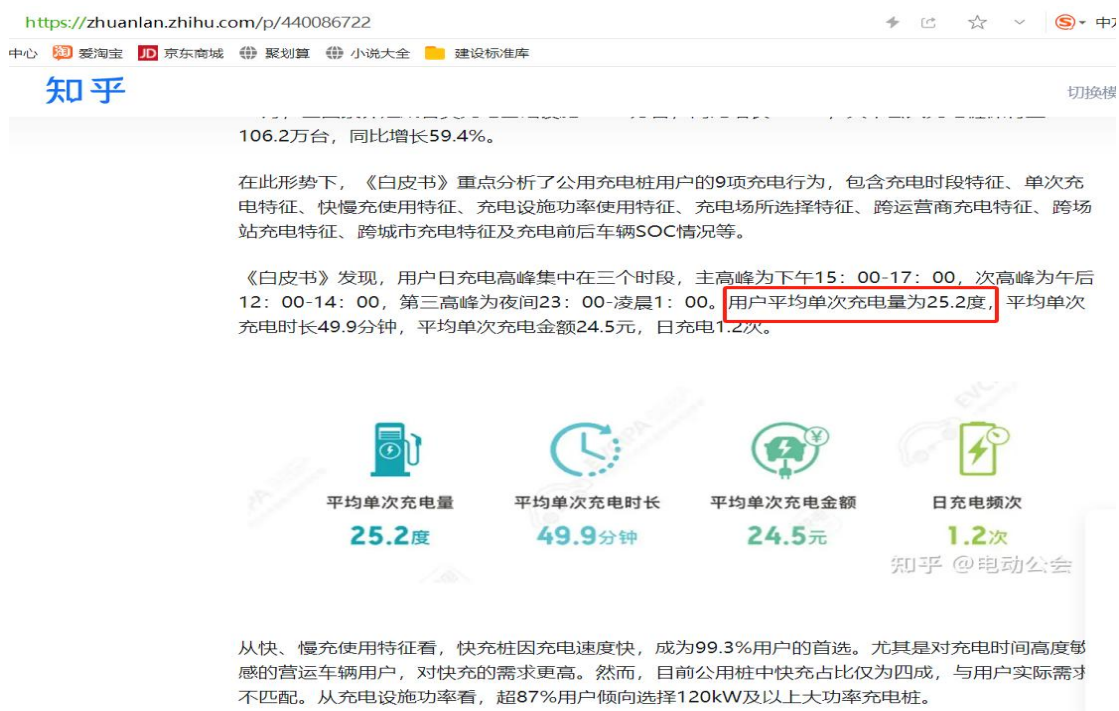 https://zhuanlan.zhihu.com/p/440086722
中心 淘 爱淘宝 JD 京东商城 聚划算 小说大全 建设标准库
知乎
切换模
106.2万台，同比增长59.4%。
在此形势下，《白皮书》重点分析了公用充电桩用户的9项充电行为，包含充电时段特征、单次充
电特征、快慢充使用特征、充电设施功率使用特征、充电场所选择特征、跨运营商充电特征、跨场
站充电特征、跨城市充电特征及充电前后车辆SOC情况等。
《白皮书》发现，用户日充电高峰集中在三个时段，主高峰为下午15：00-17：00，次高峰为午后
12：00-14：00，第三高峰为夜间23：00-凌晨1：00。用户平均单次充电量为25.2度，平均单次
充电时长49.9分钟，平均单次充电金额24.5元，日充电1.2次。
平均单次充电量 平均单次充电时长 平均单次充电金额 日充电频次
25.2度 49.9分钟 24.5元 1.2次
知乎 @电动公会
从快、慢充使用特征看，快充桩因充电速度快，成为99.3%用户的首选。尤其是对充电时间高度敏
感的营运车辆用户，对快充的需求更高。然而，目前公用桩中快充占比仅为四成，与用户实际需求
不匹配。从充电设施功率看，超87%用户倾向选择120kW及以上大功率充电桩。